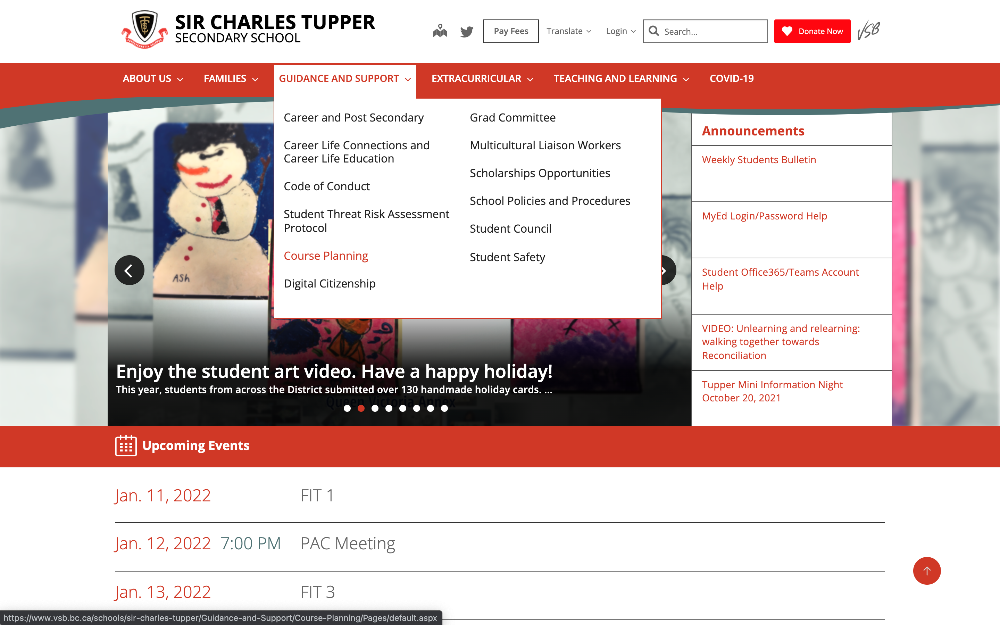 SIR CHARLES TUPPER
SECONDARY SCHOOL
PERSEVERANTIA VALEMUS
Pay Fees
Translate
Login
Search...
Donate Now
VSB
ABOUT US
FAMILIES
GUIDANCE AND SUPPORT
EXTRACURRICULAR
TEACHING AND LEARNING
COVID-19
Career and Post Secondary
Career Life Connections and
Career Life Education
Code of Conduct
Student Threat Risk Assessment
Protocol
Course Planning
Digital Citizenship
Grad Committee
Multicultural Liaison Workers
Scholarships Opportunities
School Policies and Procedures
Student Council
Student Safety
Announcements
Weekly Students Bulletin
MyEd Login/Password Help
Student Office365/Teams Account
Help
VIDEO: Unlearning and relearning:
walking together towards
Reconciliation
Tupper Mini Information Night
October 20, 2021
ASh
Enjoy the student art video. Have a happy holiday!
This year, students from across the District submitted over 130 handmade holiday cards. ...
Queen Victoria Annex
Upcoming Events
Jan. 11, 2022 FIT 1
Jan. 12, 2022 7:00 PM PAC Meeting
Jan. 13, 2022 FIT 3
https://www.vsb.bc.ca/schools/sir-charles-tupper/Guidance-and-Support/Course-Planning/Pages/default.aspx